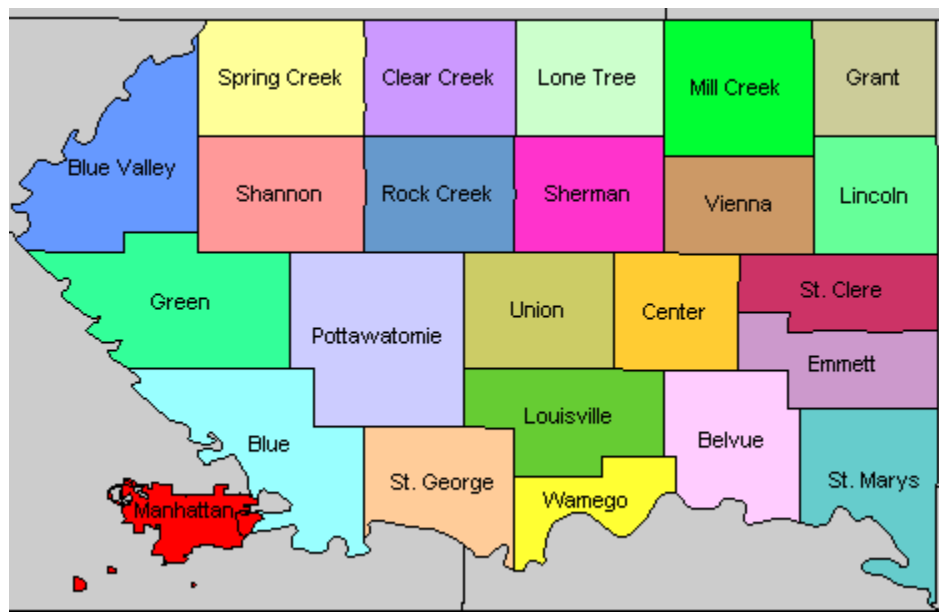 Spring Creek
Clear Creek
Lone Tree
Mill Creek
Grant
Blue Valley
Shannon
Rock Creek
Sherman
Vienna
Lincoln
Green
Pottawatomie
Union
Center
St. Clere
Emmett
Blue
Louisville
Belvue
St. George
Wamego
St. Marys
Manhattan